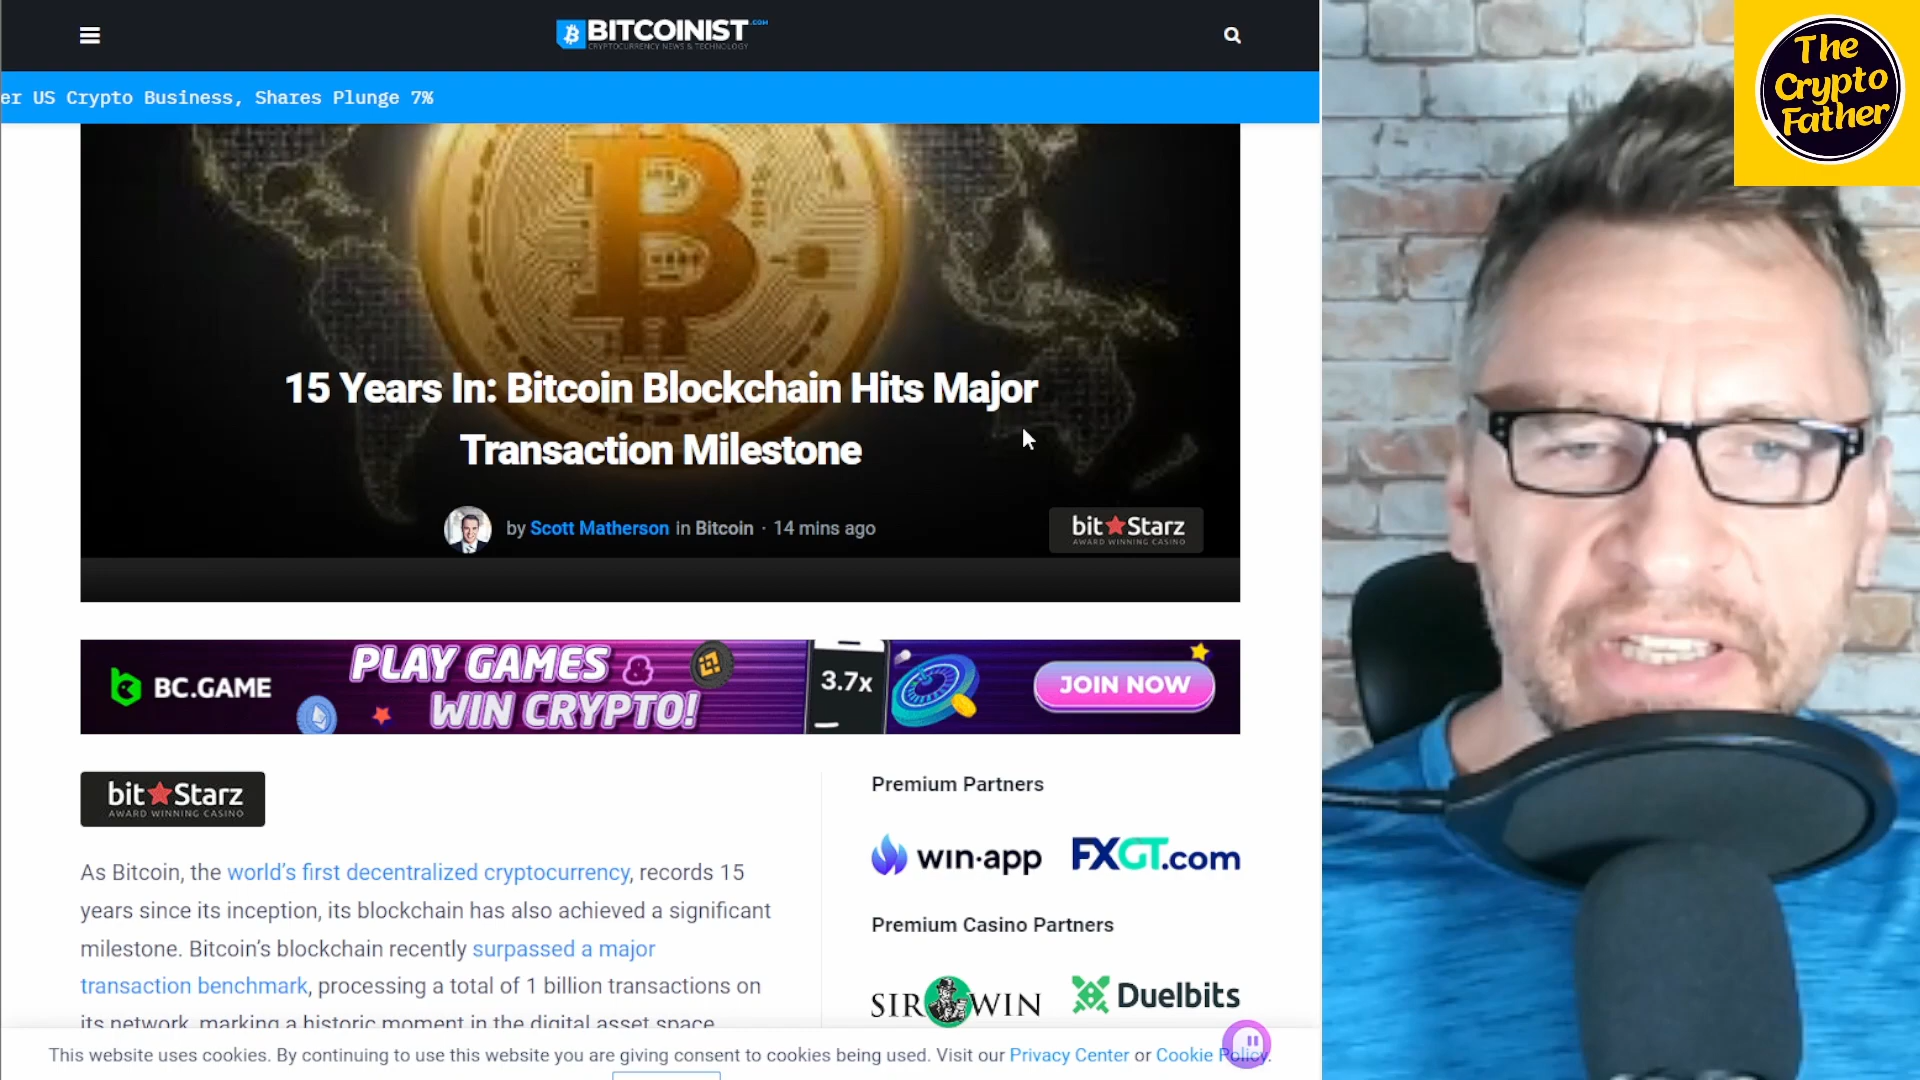 BITCOINIST.COM
CRYPTOCURRENCY NEWS & TECHNOLOGY
The
Crypto
Father
er US Crypto Business, Shares Plunge 7%
15 Years In: Bitcoin Blockchain Hits Major
Transaction Milestone
by Scott Matherson in Bitcoin · 14 mins ago
bit★Starz
AWARD WINNING CASINO
BC.GAME
PLAY GAMES &
WIN CRYPTO!
3.7x
JOIN NOW
bit★Starz
AWARD WINNING CASINO
As Bitcoin, the world's first decentralized cryptocurrency, records 15
years since its inception, its blockchain has also achieved a significant
milestone. Bitcoin's blockchain recently surpassed a major
transaction benchmark, processing a total of 1 billion transactions on
its network, marking a historic moment in the digital asset space.
Premium Partners
win·app
FXGT.com
Premium Casino Partners
SIRWIN
Duelbits
This website uses cookies. By continuing to use this website you are giving consent to cookies being used. Visit our Privacy Center or Cookie Policy.